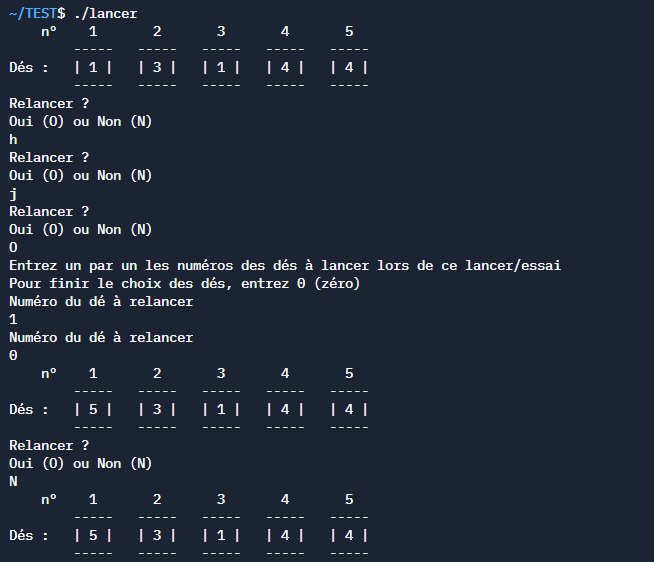 ~/TEST$ ./lancer
    n°    1       2       3       4       5
        -----   -----   -----   -----   -----
Dés :   | 1 |   | 3 |   | 1 |   | 4 |   | 4 |
        -----   -----   -----   -----   -----
Relancer ?
Oui (O) ou Non (N)
h
Relancer ?
Oui (O) ou Non (N)
j
Relancer ?
Oui (O) ou Non (N)
O
Entrez un par un les numéros des dés à lancer lors de ce lancer/essai
Pour finir le choix des dés, entrez 0 (zéro)
Numéro du dé à relancer
1
Numéro du dé à relancer
0
    n°    1       2       3       4       5
        -----   -----   -----   -----   -----
Dés :   | 5 |   | 3 |   | 1 |   | 4 |   | 4 |
        -----   -----   -----   -----   -----
Relancer ?
Oui (O) ou Non (N)
N
    n°    1       2       3       4       5
        -----   -----   -----   -----   -----
Dés :   | 5 |   | 3 |   | 1 |   | 4 |   | 4 |
        -----   -----   -----   -----   -----